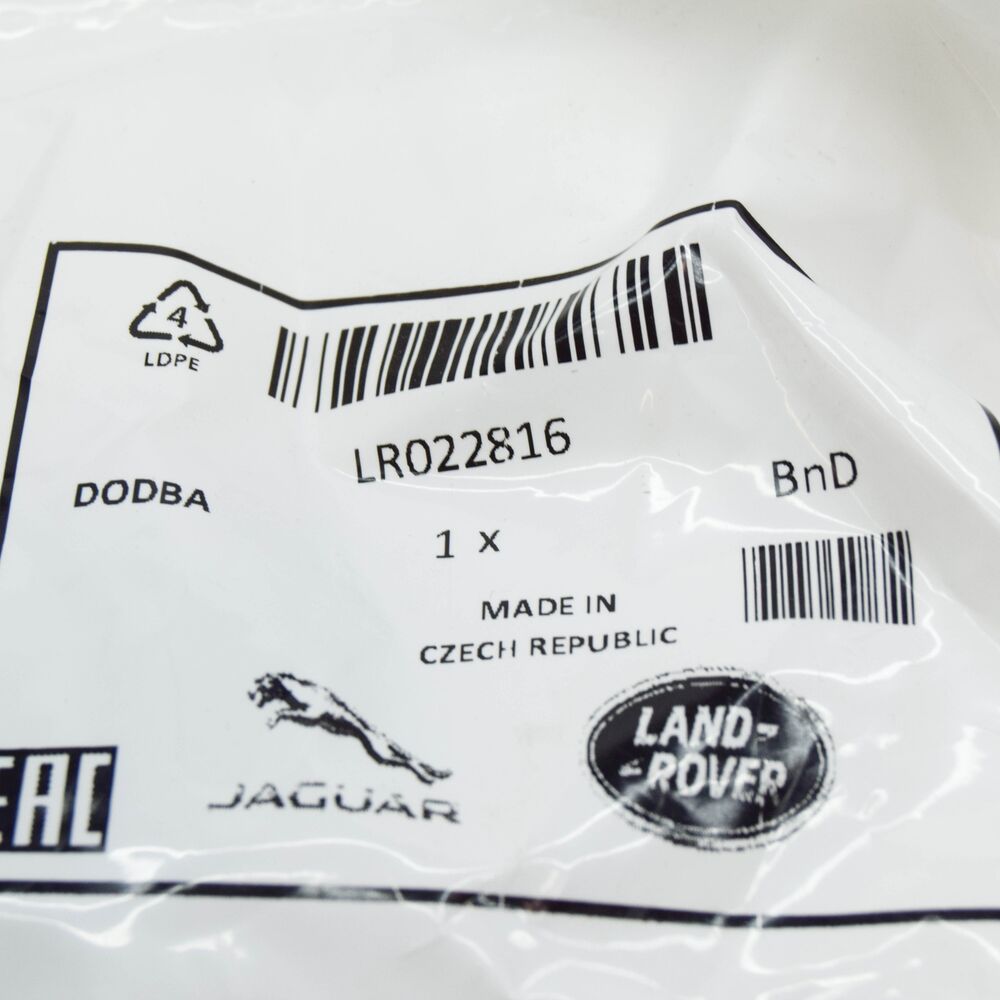 4
LDPE
LR022816
DODBA
BnD
1 x
MADE IN
CZECH REPUBLIC
JAGUAR
LAND-
-ROVER
EAC